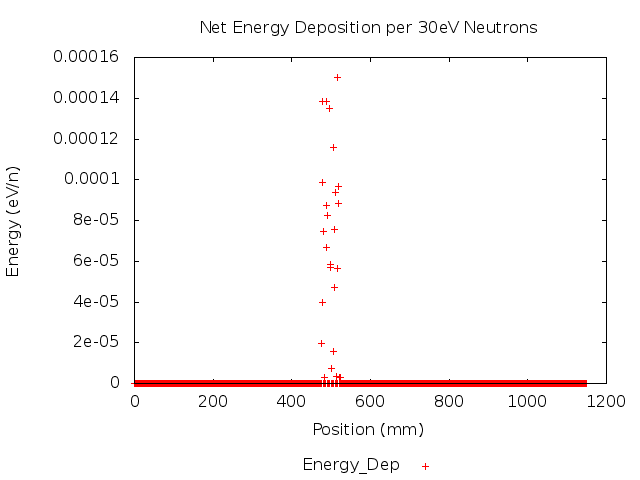 Net Energy Deposition per 30eV Neutrons
0.00016
0.00014
0.00012
0.0001
8e-05
6e-05
4e-05
2e-05
0
Energy (eV/n)
0 200 400 600 800 1000 1200
Position (mm)
Energy_Dep